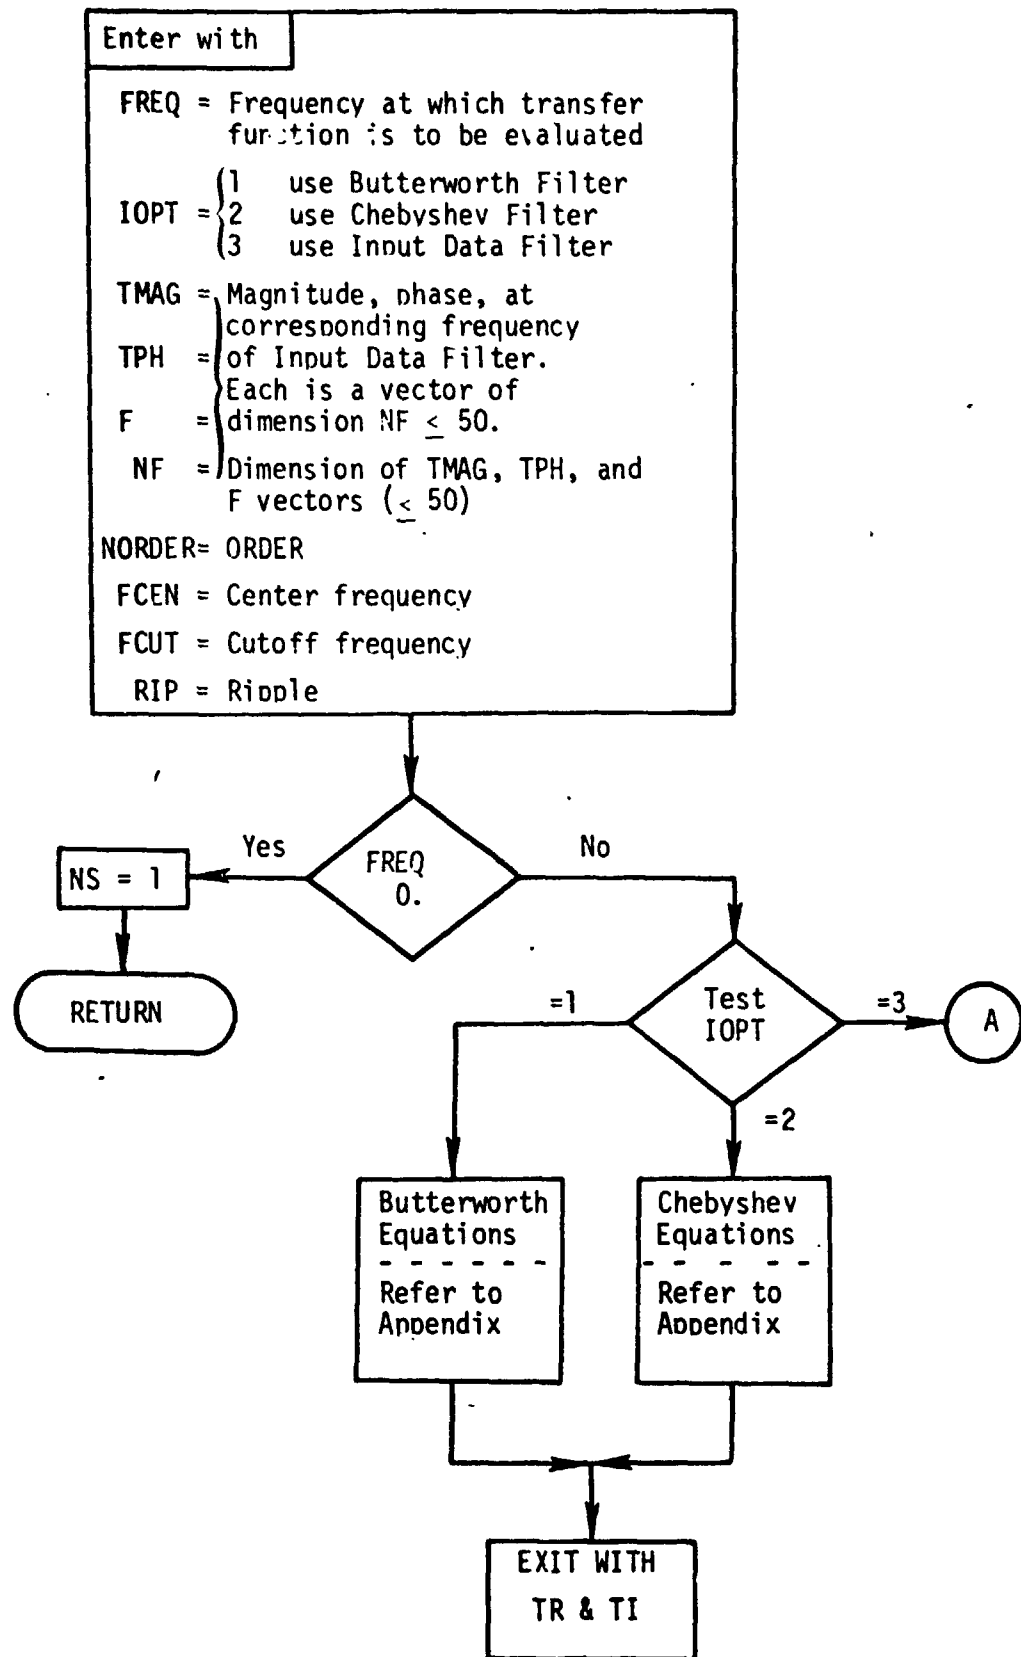 Enter with
FREQ = Frequency at which transfer
function is to be evaluated
1 use Butterworth Filter
IOPT = 2 use Chebyshev Filter
3 use Input Data Filter
TMAG = Magnitude, phase, at
corresponding frequency
TPH = of Input Data Filter.
Each is a vector of
F = dimension NF ≤ 50.
NF = Dimension of TMAG, TPH, and
F vectors (≤ 50)
NORDER= ORDER
FCEN = Center frequency
FCUT = Cutoff frequency
RIP = Ripple
Yes
FREQ
0.
No
NS = 1
RETURN
=1
Test
IOPT
=3
A
=2
Butterworth
Equations
- - - - - -
Refer to
Appendix
Chebyshev
Equations
- - - - -
Refer to
Appendix
EXIT WITH
TR & TI